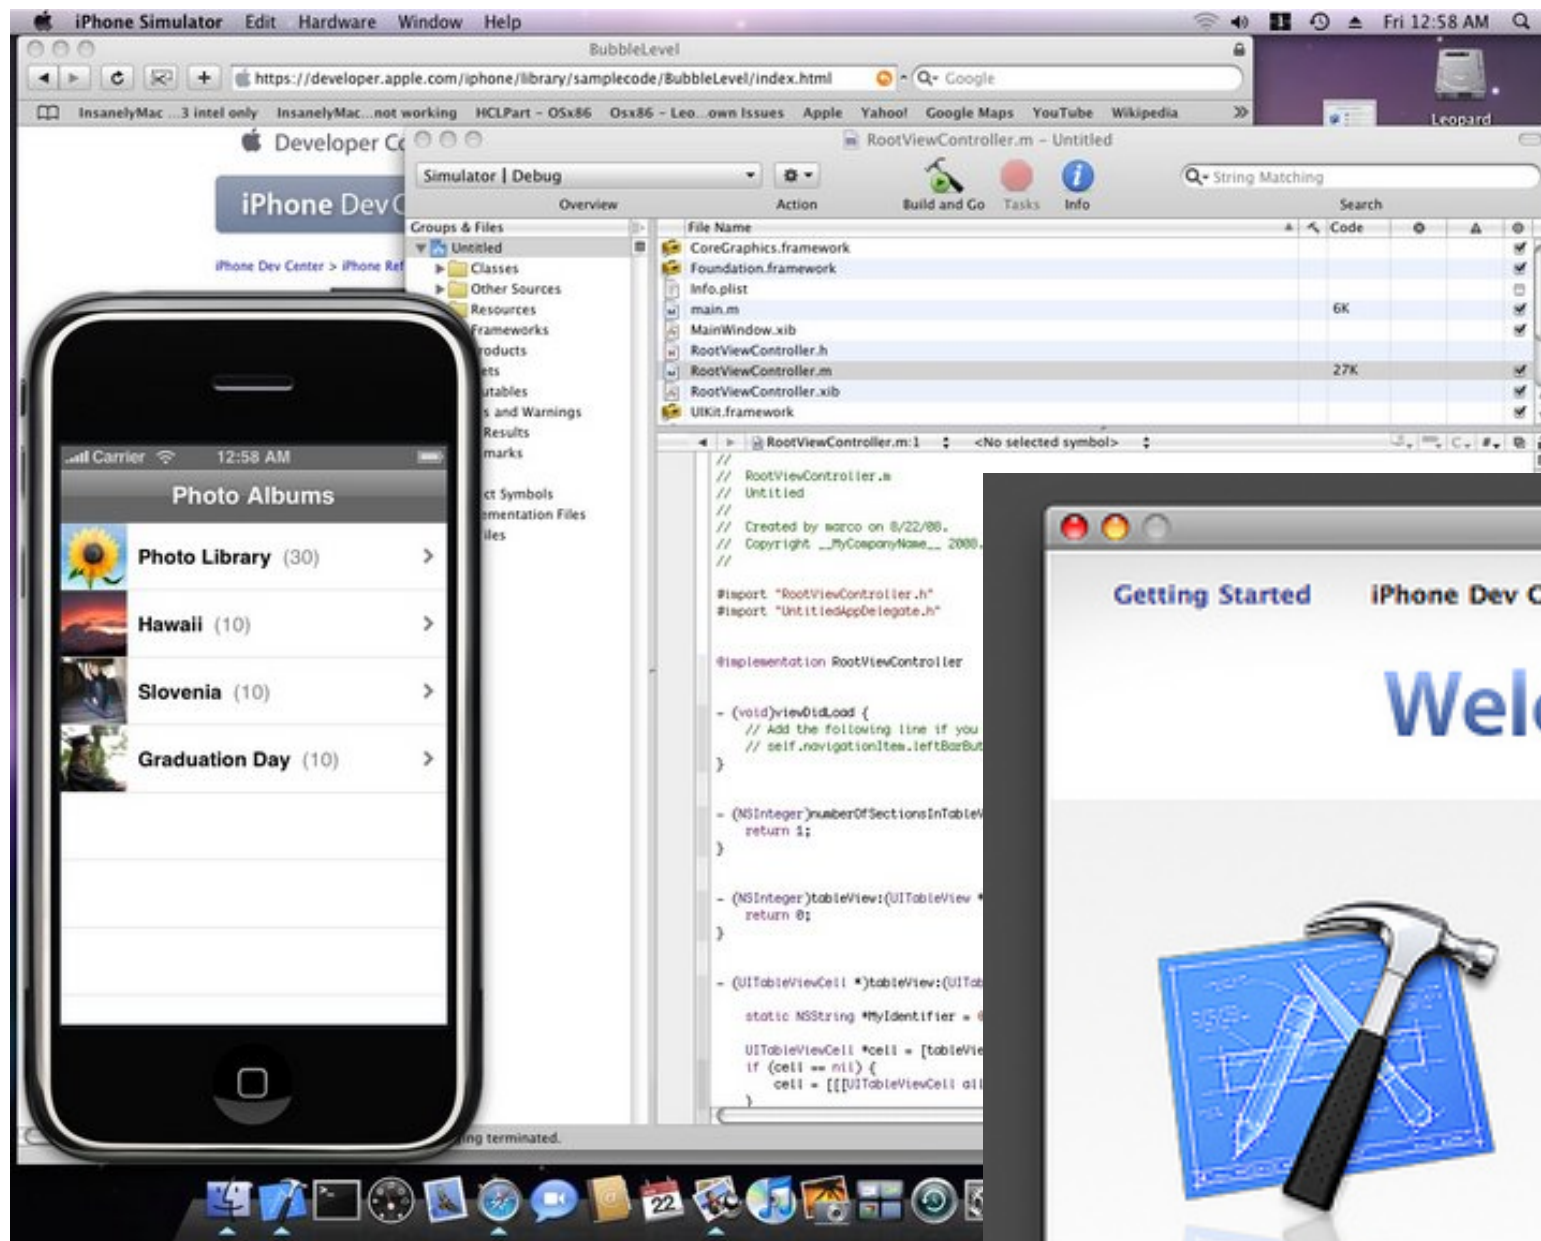 iPhone Simulator Edit Hardware Window Help Fri 12:58 AM
BubbleLevel
https://developer.apple.com/iphone/library/samplecode/BubbleLevel/index.html Google
InsanelyMac ...3 intel only InsanelyMac...not working HCLPart - OSx86 Osx86 - Leo...own Issues Apple Yahoo! Google Maps YouTube Wikipedia
Leopard
Developer
iPhone Dev
iPhone Dev Center > iPhone Ref
RootViewController.m - Untitled
Simulator | Debug
String Matching
Overview Action Build and Go Tasks Info Search
Groups & Files
Untitled
Classes
Other Sources
Resources
Frameworks
roducts
ets
utables
s and Warnings
Results
marks
ct Symbols
ementation Files
iles
File Name Code
CoreGraphics.framework
Foundation.framework
Info.plist
main.m 6K
MainWindow.xib
RootViewController.h
RootViewController.m 27K
RootViewController.xib
UIKit.framework
RootViewController.m:1 <No selected symbol> C #
//
// RootViewController.m
// Untitled
//
// Created by marco on 8/22/08.
// Copyright __MyCompanyName__ 2008.
//
#import "RootViewController.h"
#import "UntitledAppDelegate.h"
@implementation RootViewController
- (void)viewDidLoad {
// Add the following line if you
// self.navigationItem.leftBarBut
}
- (NSInteger)numberOfSectionsInTableV
return 1;
}
- (NSInteger)tableView:(UITableView *
return 0;
}
- (UITableViewCell *)tableView:(UITab
static NSString *MyIdentifier = @
UITableViewCell *cell = [tableVie
if (cell == nil) {
cell = [[[UITableViewCell all
}
ng terminated.
Carrier 12:58 AM
Photo Albums
Photo Library (30)
Hawaii (10)
Slovenia (10)
Graduation Day (10)
Getting Started iPhone Dev C
Welc
22